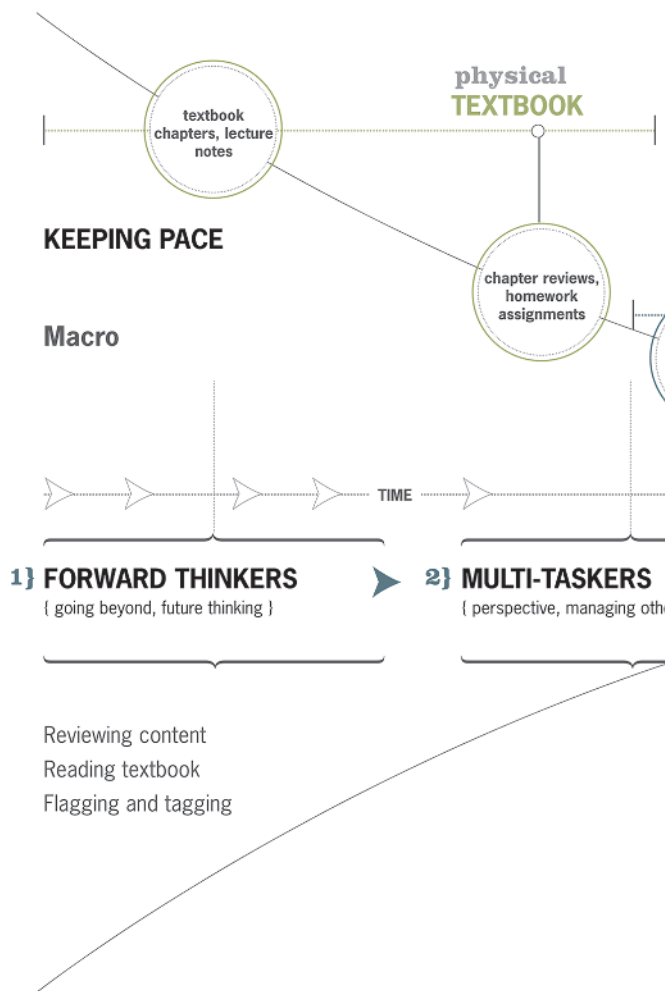 physical
TEXTBOOK
textbook
chapters, lecture
notes
KEEPING PACE
chapter reviews,
homework
assignments
Macro
TIME
1} FORWARD THINKERS
{ going beyond, future thinking }
2} MULTI-TASKERS
{ perspective, managing
Reviewing content
Reading textbook
Flagging and tagging